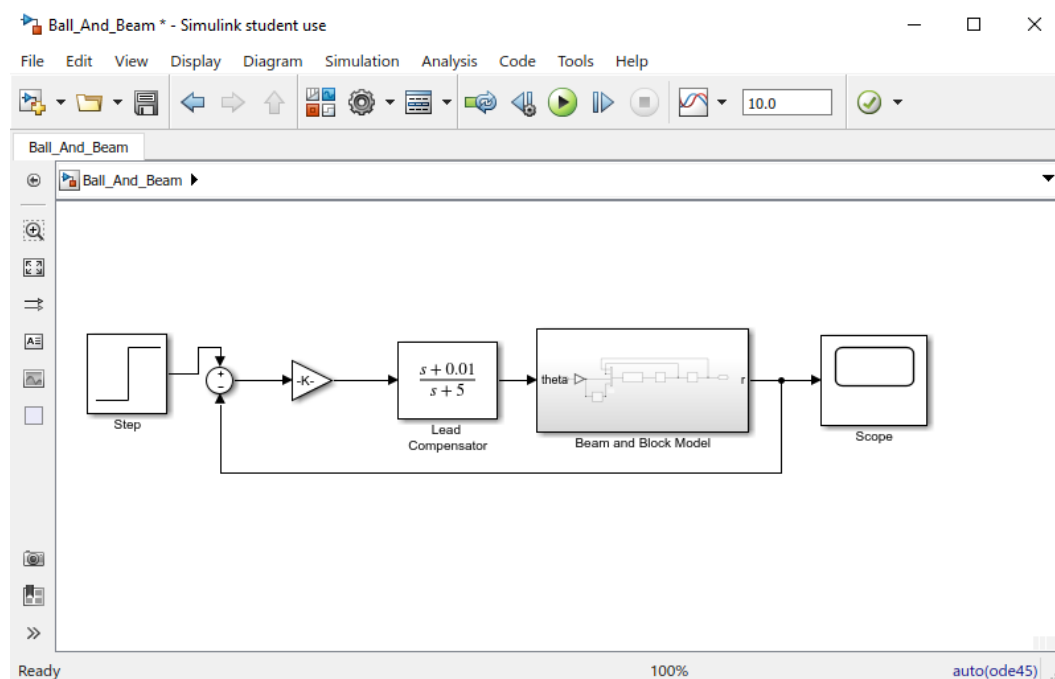 Ball_And_Beam * - Simulink student use
File Edit View Display Diagram Simulation Analysis Code Tools Help
10.0
Ball_And_Beam
Ball_And_Beam
A
+
−
-K-
s + 0.01
s + 5
theta
r
Step
Lead
Compensator
Beam and Block Model
Scope
Ready 100% auto(ode45)